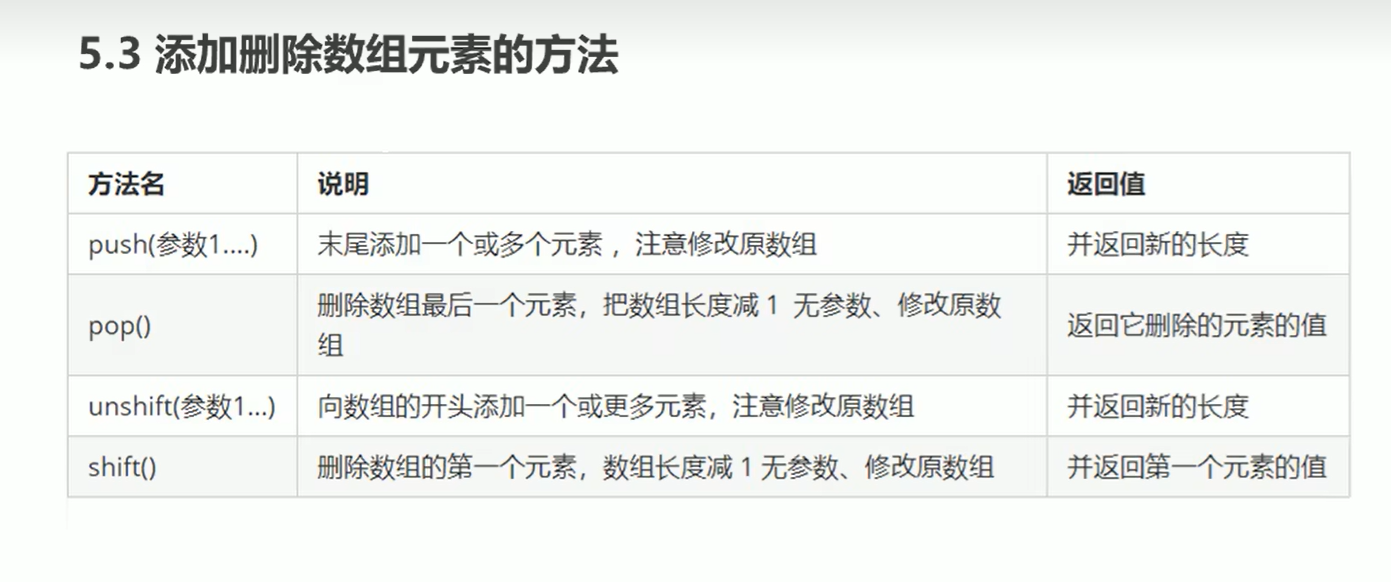 5.3 添加删除数组元素的方法
方法名 说明 返回值
push(参数1....) 末尾添加一个或多个元素 ，注意修改原数组 并返回新的长度
pop() 删除数组最后一个元素，把数组长度减 1 无参数、修改原数 返回它删除的元素的值
组
unshift(参数1...) 向数组的开头添加一个或更多元素，注意修改原数组 并返回新的长度
shift() 删除数组的第一个元素，数组长度减 1 无参数、修改原数组 并返回第一个元素的值